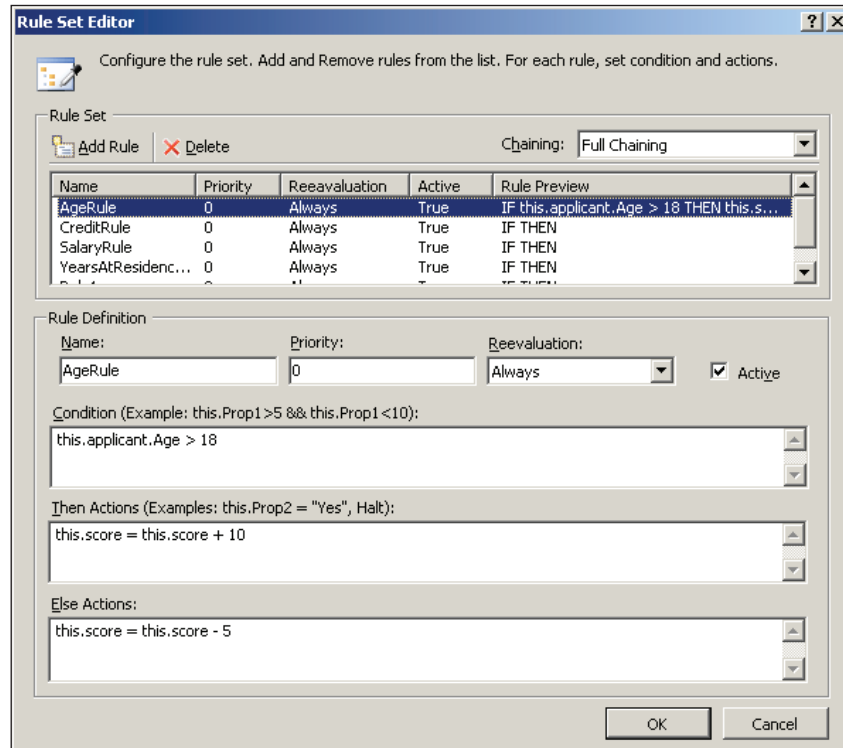 Rule Set Editor
Configure the rule set. Add and Remove rules from the list. For each rule, set condition and actions.
Rule Set
Add Rule Delete Chaining: Full Chaining
Name Priority Reeavaluation Active Rule Preview
AgeRule 0 Always True IF this.applicant.Age > 18 THEN this.s...
CreditRule 0 Always True IF THEN
SalaryRule 0 Always True IF THEN
YearsAtResidenc... 0 Always True IF THEN
Rule Definition
Name: Priority: Reevaluation:
AgeRule 0 Always Active
Condition (Example: this.Prop1>5 && this.Prop1<10):
this.applicant.Age > 18
Then Actions (Examples: this.Prop2 = "Yes", Halt):
this.score = this.score + 10
Else Actions:
this.score = this.score - 5
OK Cancel